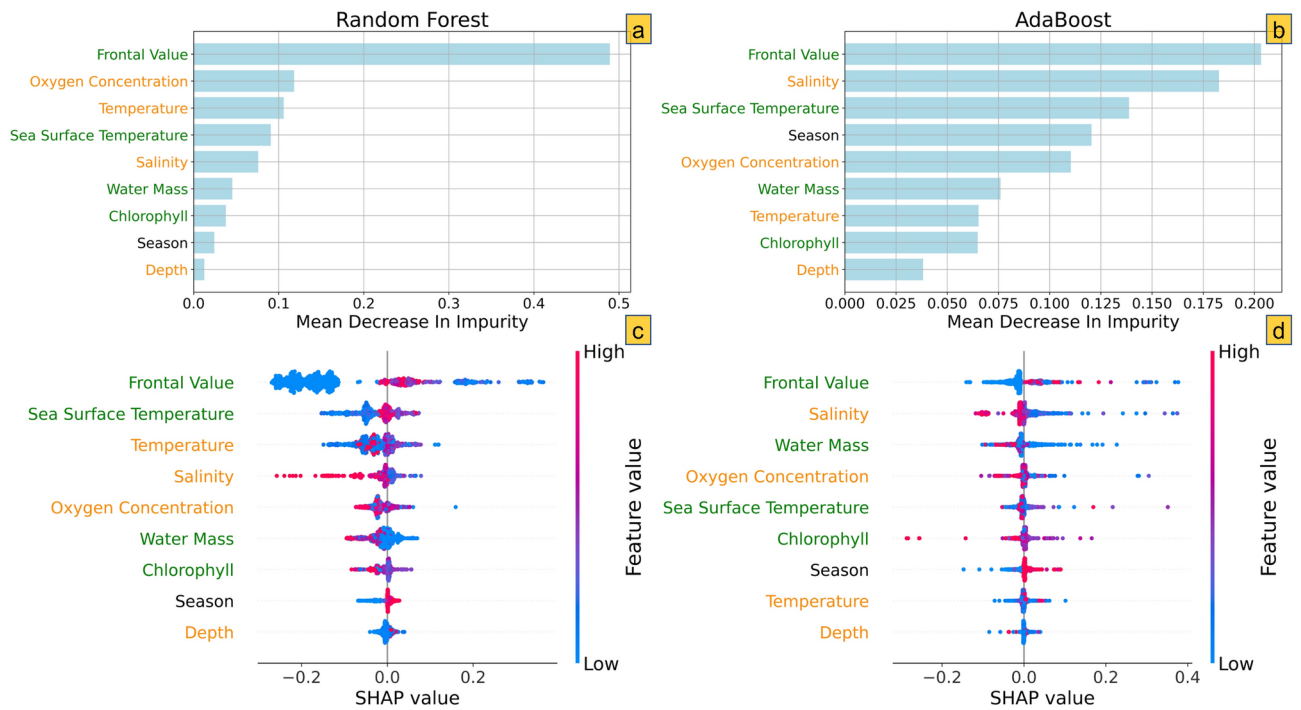 Random Forest
a
Frontal Value
Oxygen Concentration
Temperature
Sea Surface Temperature
Salinity
Water Mass
Chlorophyll
Season
Depth
0.0 0.1 0.2 0.3 0.4 0.5
Mean Decrease In Impurity
AdaBoost
b
Frontal Value
Salinity
Sea Surface Temperature
Season
Oxygen Concentration
Water Mass
Temperature
Chlorophyll
Depth
0.000 0.025 0.050 0.075 0.100 0.125 0.150 0.175 0.200
Mean Decrease In Impurity
c
High
Frontal Value
Sea Surface Temperature
Temperature
Salinity
Oxygen Concentration
Water Mass
Chlorophyll
Season
Depth
Feature value
Low
−0.2 0.0 0.2
SHAP value
d
High
Frontal Value
Salinity
Water Mass
Oxygen Concentration
Sea Surface Temperature
Chlorophyll
Season
Temperature
Depth
Feature value
Low
−0.2 0.0 0.2 0.4
SHAP value